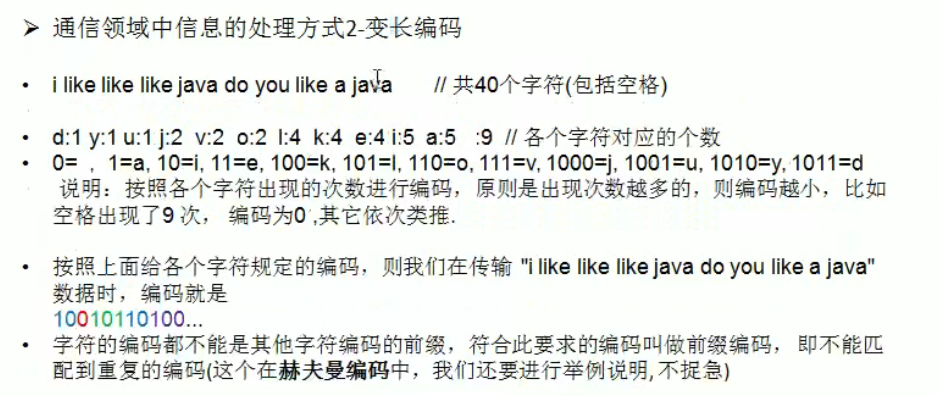 ➤ 通信领域中信息的处理方式2-变长编码
• i like like like java do you like a java // 共40个字符(包括空格)
• d:1 y:1 u:1 j:2 v:2 o:2 l:4 k:4 e:4 i:5 a:5 :9 // 各个字符对应的个数
• 0= , 1=a, 10=i, 11=e, 100=k, 101=l, 110=o, 111=v, 1000=j, 1001=u, 1010=y, 1011=d
说明：按照各个字符出现的次数进行编码，原则是出现次数越多的，则编码越小，比如
空格出现了9 次， 编码为0 ,其它依次类推.
• 按照上面给各个字符规定的编码，则我们在传输 "i like like like java do you like a java"
数据时，编码就是
10010110100...
• 字符的编码都不能是其他字符编码的前缀，符合此要求的编码叫做前缀编码， 即不能匹
配到重复的编码(这个在赫夫曼编码中，我们还要进行举例说明, 不捉急)